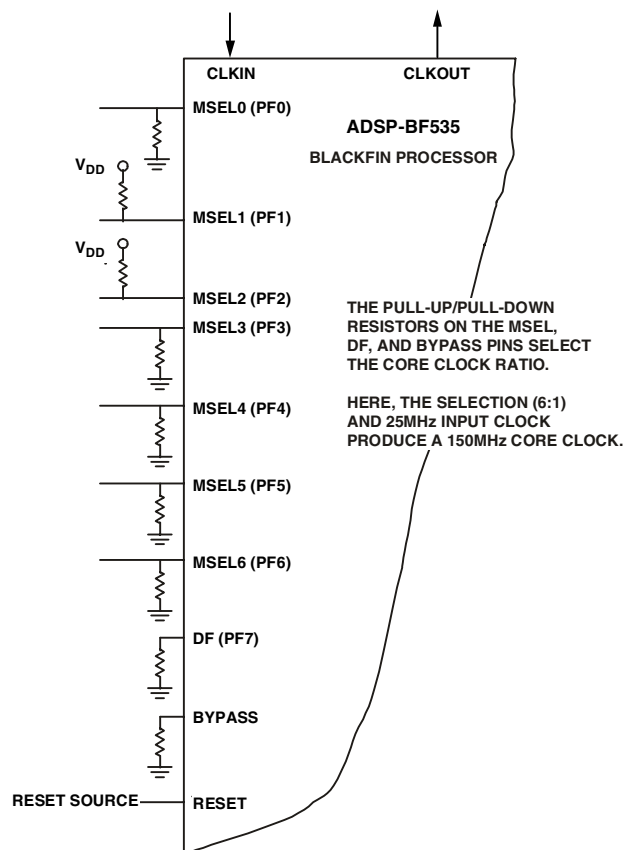 CLKIN
CLKOUT
MSEL0 (PF0)
ADSP-BF535
BLACKFIN PROCESSOR
VDD
MSEL1 (PF1)
VDD
MSEL2 (PF2)
MSEL3 (PF3)
THE PULL-UP/PULL-DOWN
RESISTORS ON THE MSEL,
DF, AND BYPASS PINS SELECT
THE CORE CLOCK RATIO.
HERE, THE SELECTION (6:1)
AND 25MHz INPUT CLOCK
PRODUCE A 150MHz CORE CLOCK.
MSEL4 (PF4)
MSEL5 (PF5)
MSEL6 (PF6)
DF (PF7)
BYPASS
RESET SOURCE
RESET